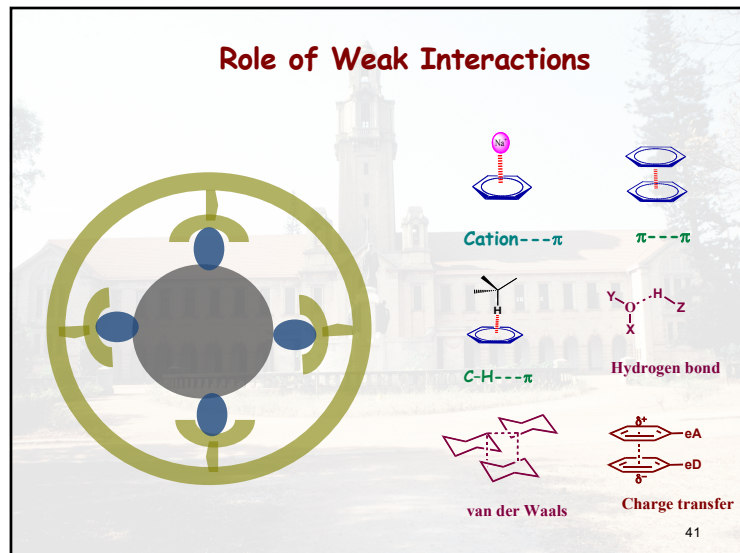 Role of Weak Interactions
Na⁺
Cation---π
π---π
H
C-H---π
Y
O
H
Z
X
Hydrogen bond
van der Waals
δ⁺
eA
eD
δ⁻
Charge transfer
41